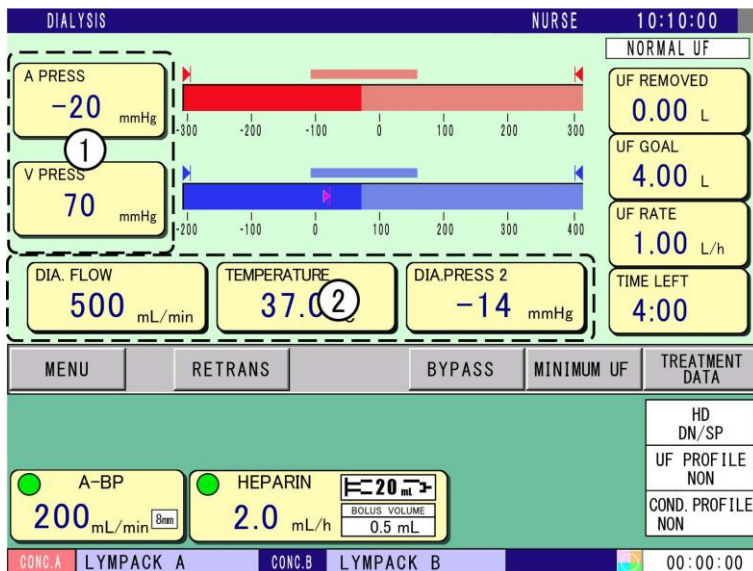 DIALYSIS NURSE 10:10:00
NORMAL UF
A PRESS
-20 mmHg
-300 -200 -100 0 100 200 300
1
V PRESS
70 mmHg
-200 -100 0 100 200 300 400
UF REMOVED
0.00 L
UF GOAL
4.00 L
UF RATE
1.00 L/h
TIME LEFT
4:00
DIA. FLOW
500 mL/min
TEMPERATURE
37.0
2
DIA.PRESS 2
-14 mmHg
MENU RETRANS BYPASS MINIMUM UF TREATMENT
DATA
HD
DN/SP
UF PROFILE
NON
COND.PROFILE
NON
A-BP
200 mL/min 8mm
HEPARIN
2.0 mL/h
20 mL
BOLUS VOLUME
0.5 mL
CONC.A LYMPACK A CONC.B LYMPACK B 00:00:00